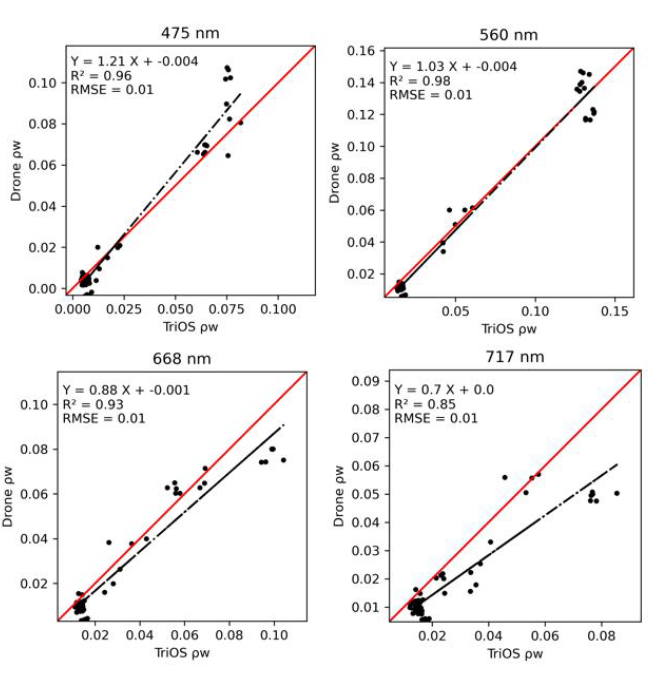 475 nm
Y = 1.21 X + -0.004
R² = 0.96
RMSE = 0.01
0.10
0.08
0.06
0.04
0.02
0.00
Drone ρw
0.000 0.025 0.050 0.075 0.100
TriOS ρw
560 nm
Y = 1.03 X + -0.004
R² = 0.98
RMSE = 0.01
0.16
0.14
0.12
0.10
0.08
0.06
0.04
0.02
Drone ρw
0.05 0.10 0.15
TriOS ρw
668 nm
Y = 0.88 X + -0.001
R² = 0.93
RMSE = 0.01
0.10
0.08
0.06
0.04
0.02
Drone ρw
0.02 0.04 0.06 0.08 0.10
TriOS ρw
717 nm
Y = 0.7 X + 0.0
R² = 0.85
RMSE = 0.01
0.09
0.08
0.07
0.06
0.05
0.04
0.03
0.02
0.01
Drone ρw
0.02 0.04 0.06 0.08
TriOS ρw